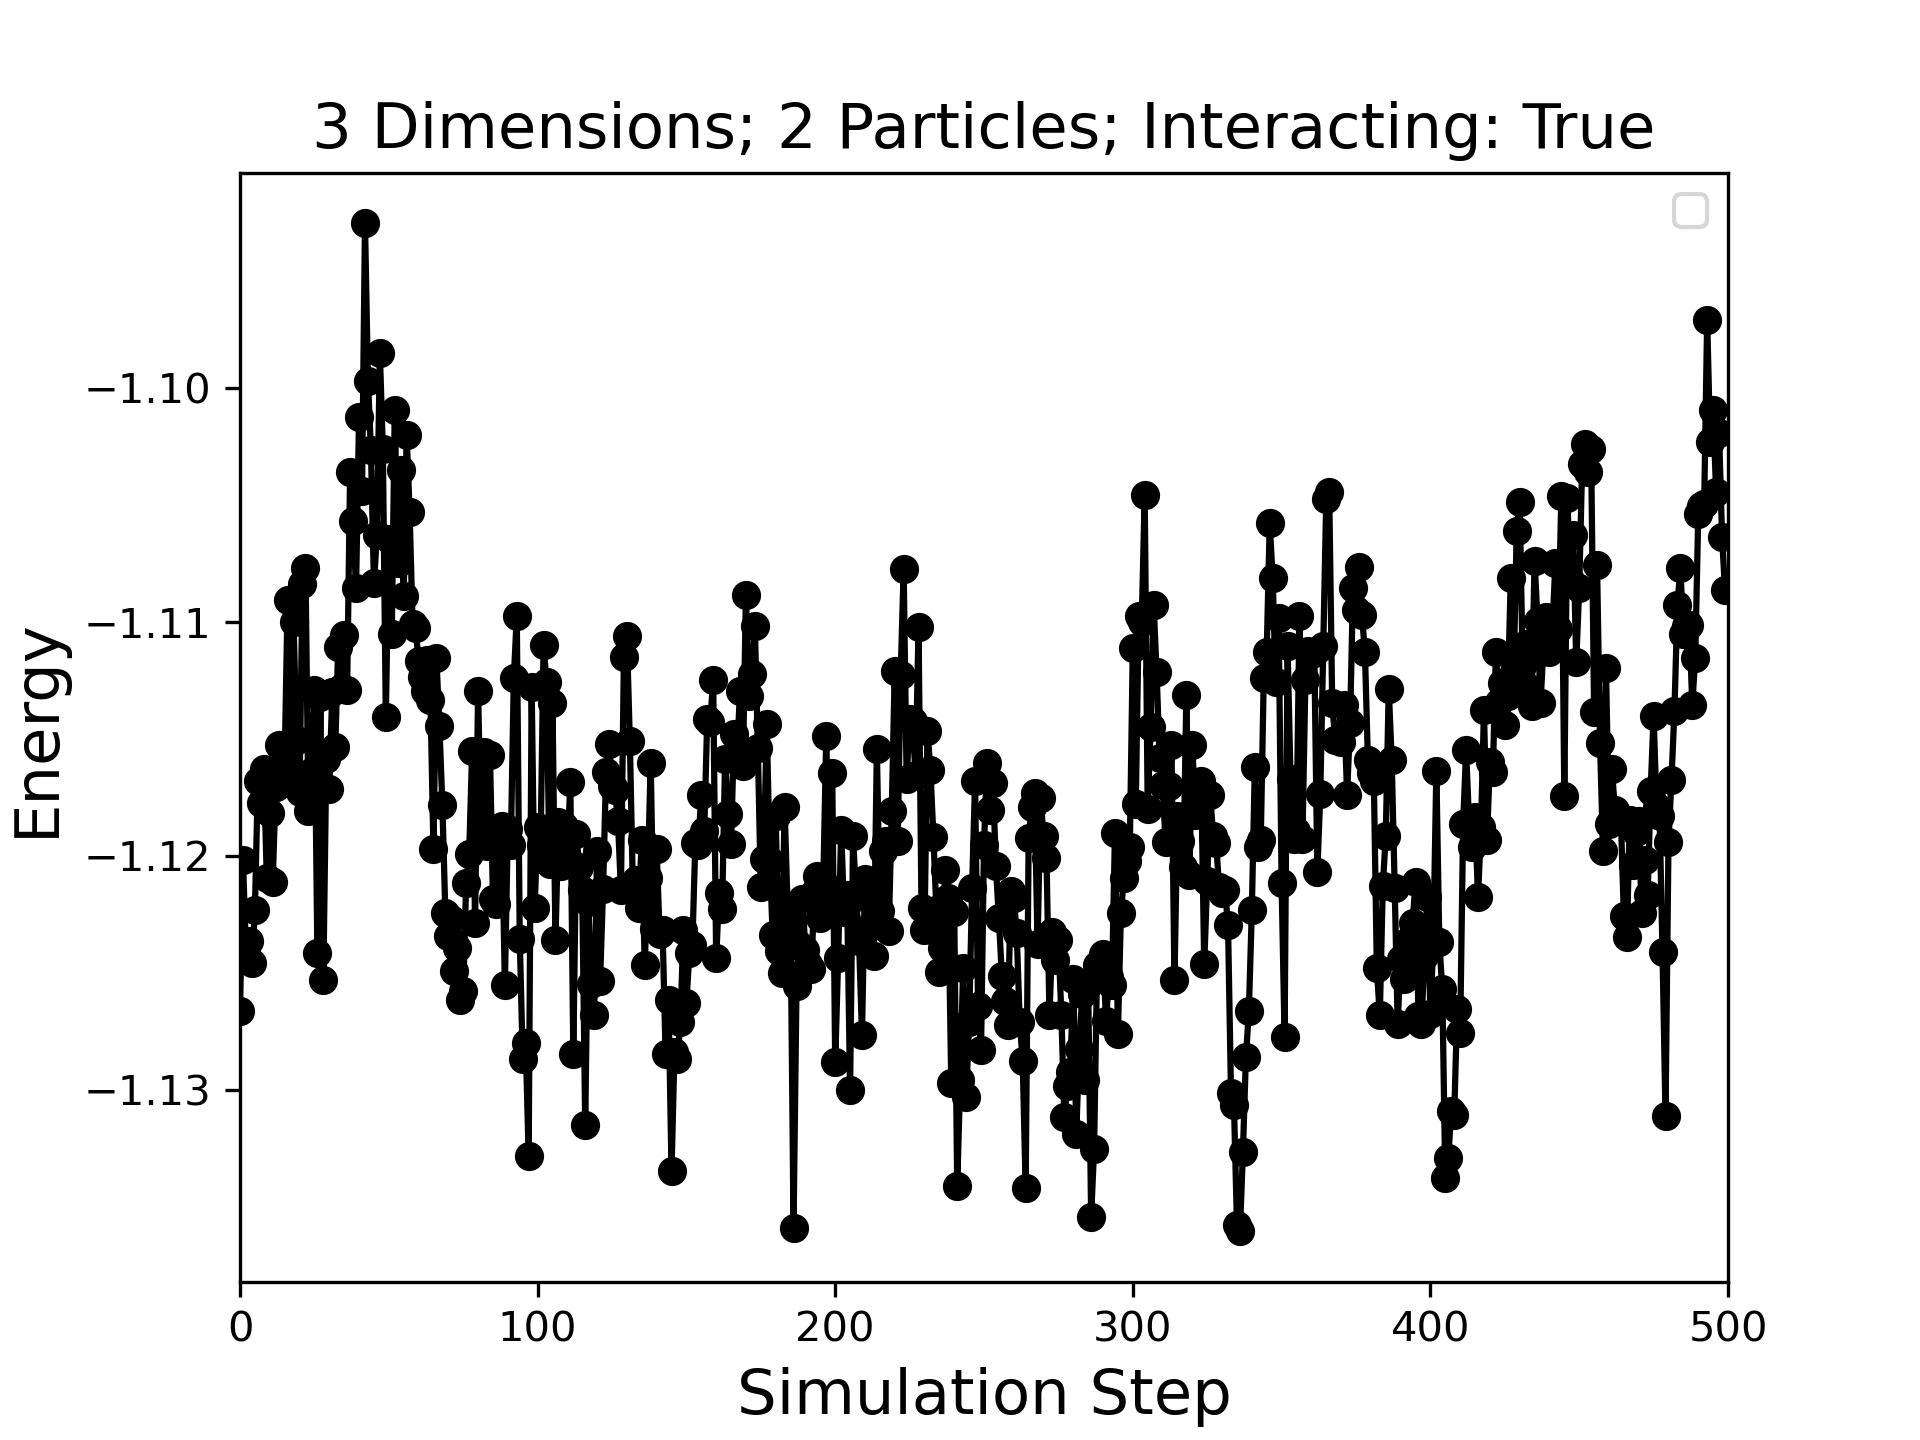 3 Dimensions; 2 Particles; Interacting: True
Energy
−1.10
−1.11
−1.12
−1.13
0 100 200 300 400 500
Simulation Step